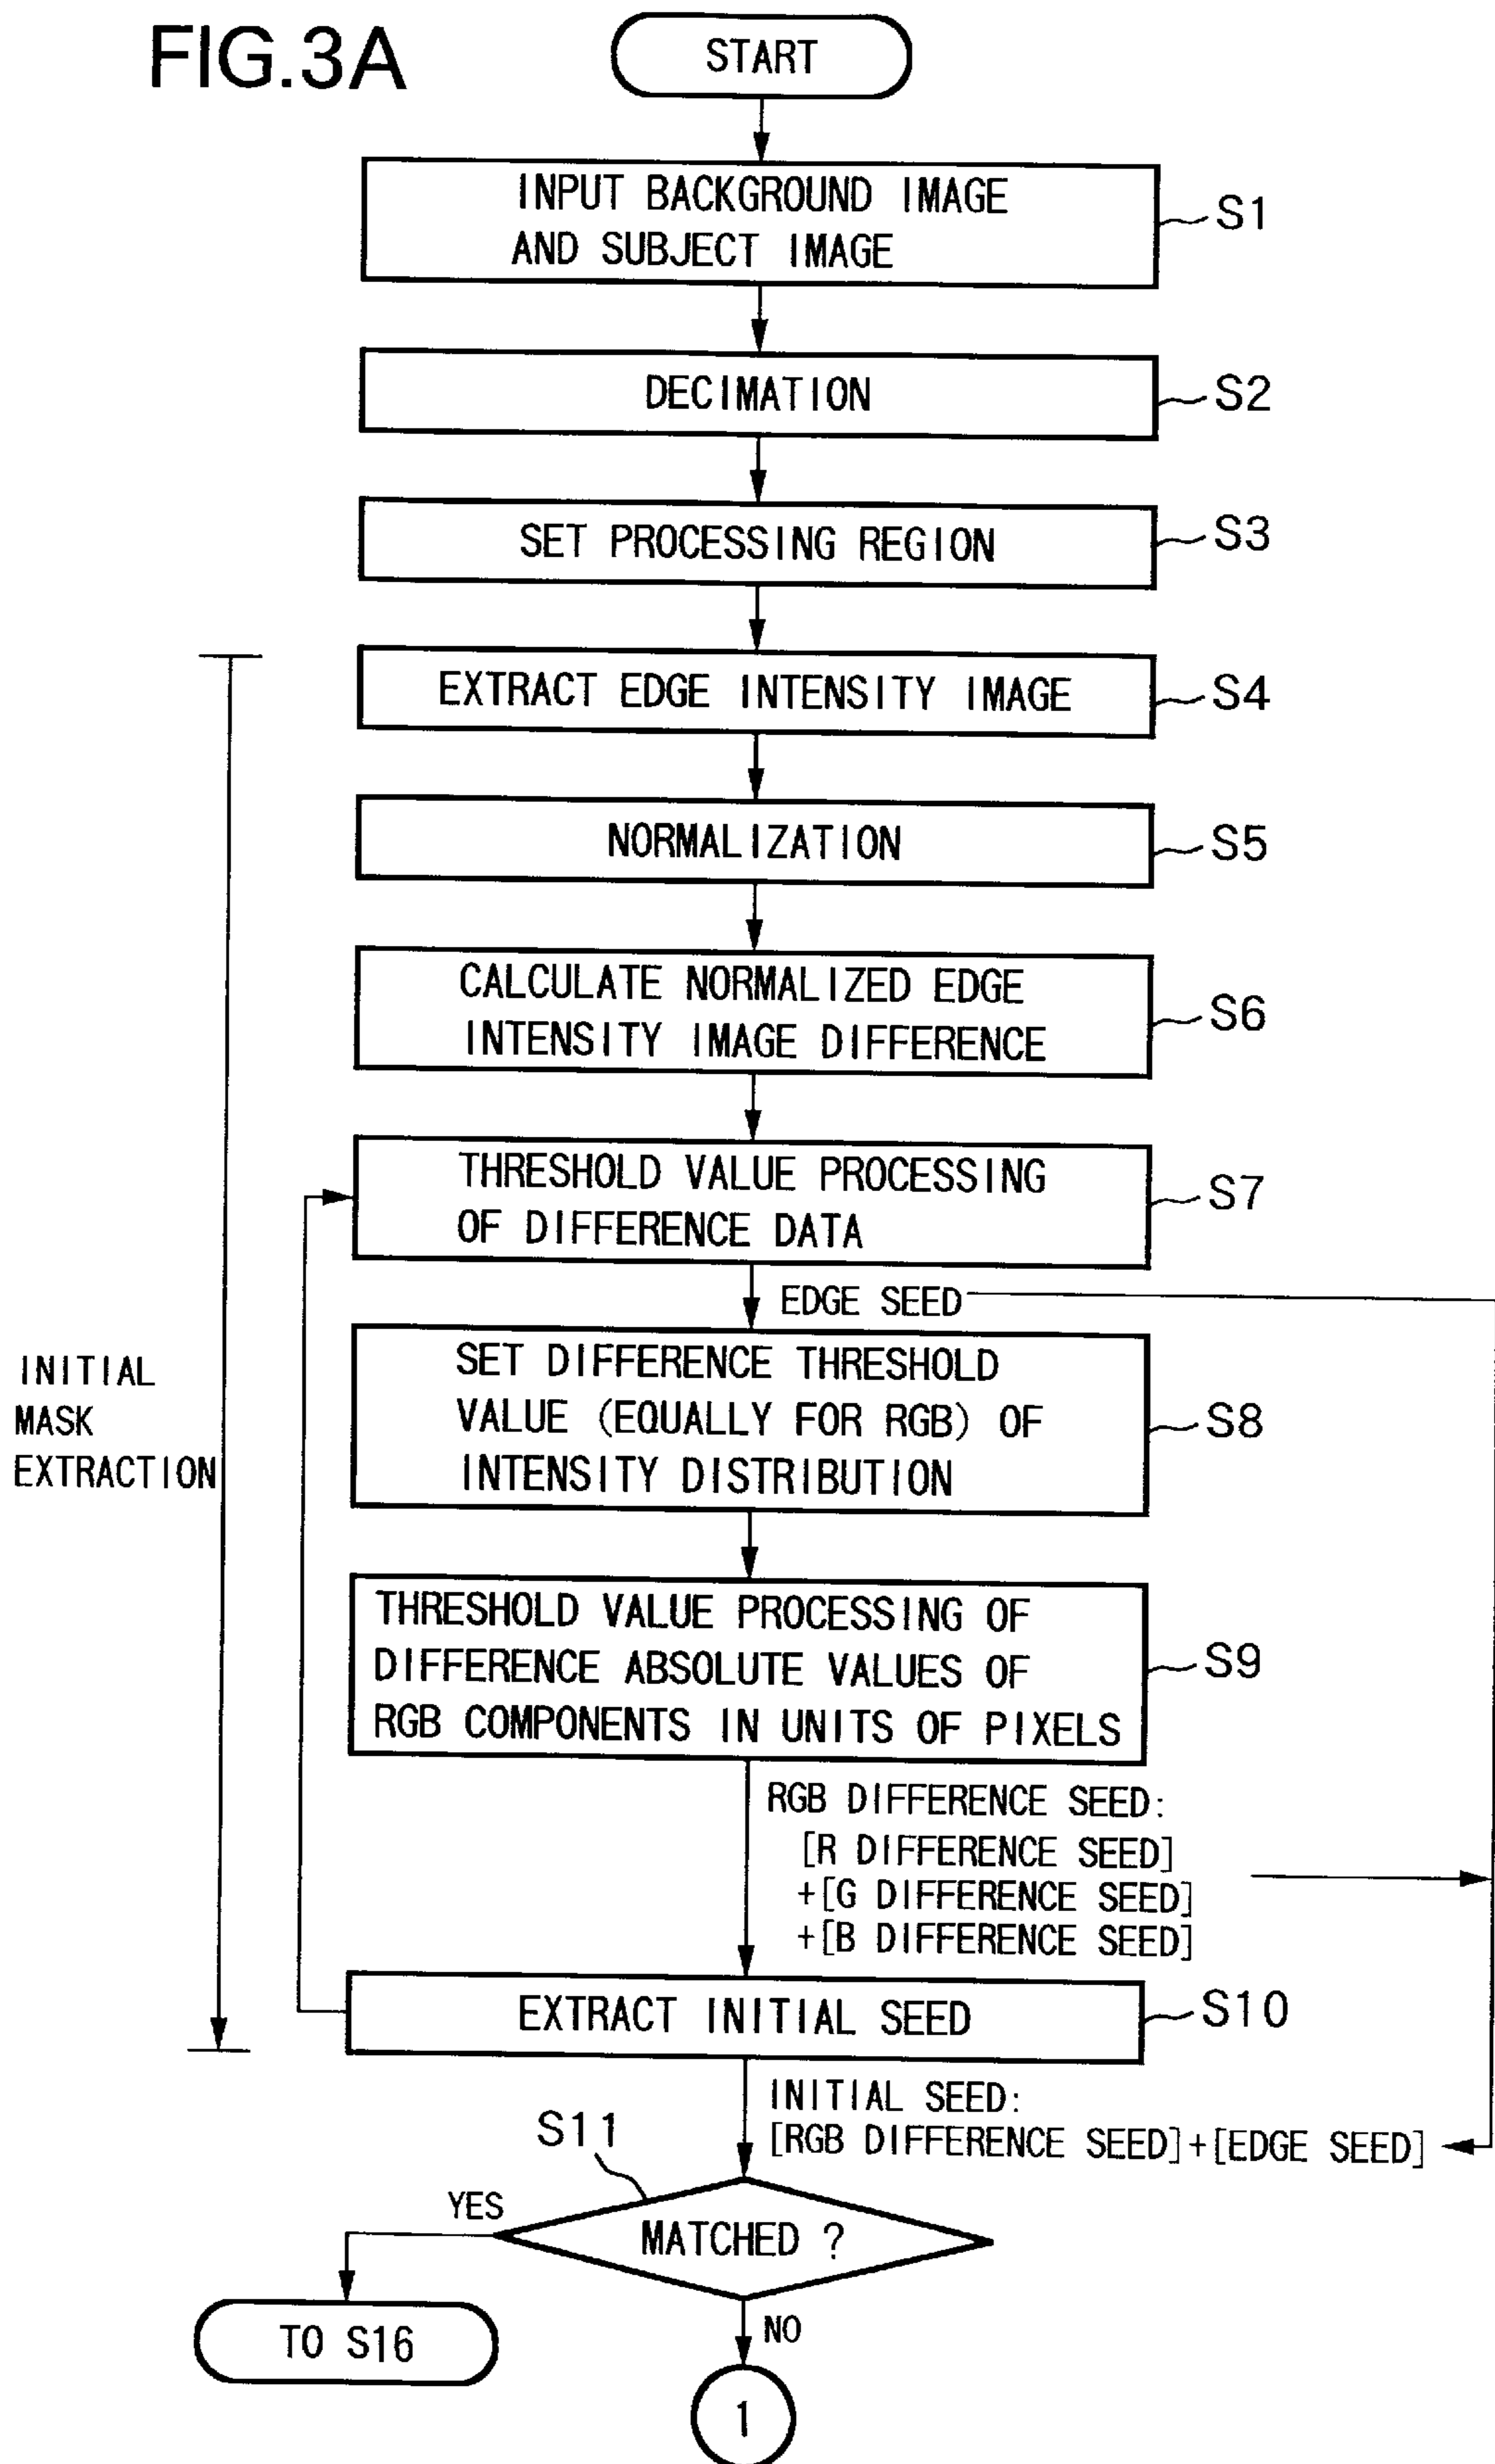 FIG.3A
START
INPUT BACKGROUND IMAGE
AND SUBJECT IMAGE
S1
DECIMATION
S2
SET PROCESSING REGION
S3
EXTRACT EDGE INTENSITY IMAGE
S4
NORMALIZATION
S5
CALCULATE NORMALIZED EDGE
INTENSITY IMAGE DIFFERENCE
S6
THRESHOLD VALUE PROCESSING
OF DIFFERENCE DATA
S7
EDGE SEED
INITIAL
MASK
EXTRACTION
SET DIFFERENCE THRESHOLD
VALUE (EQUALLY FOR RGB) OF
INTENSITY DISTRIBUTION
S8
THRESHOLD VALUE PROCESSING OF
DIFFERENCE ABSOLUTE VALUES OF
RGB COMPONENTS IN UNITS OF PIXELS
S9
RGB DIFFERENCE SEED:
[R DIFFERENCE SEED]
+[G DIFFERENCE SEED]
+[B DIFFERENCE SEED]
EXTRACT INITIAL SEED
S10
INITIAL SEED:
[RGB DIFFERENCE SEED]+[EDGE SEED]
S11
YES
MATCHED ?
TO S16
NO
1